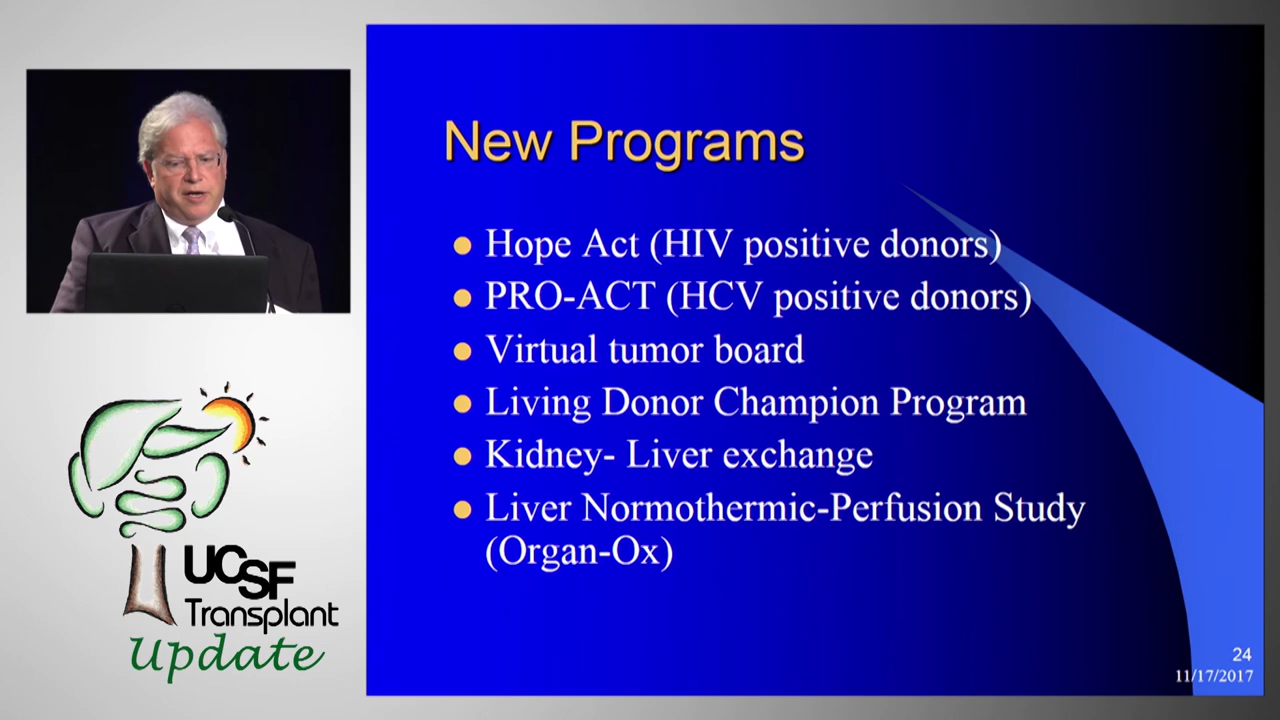 New Programs
Hope Act (HIV positive donors)
PRO-ACT (HCV positive donors)
Virtual tumor board
Living Donor Champion Program
Kidney- Liver exchange
Liver Normothermic-Perfusion Study
(Organ-Ox)
UCSF
Transplant
Update
24
11/17/2017